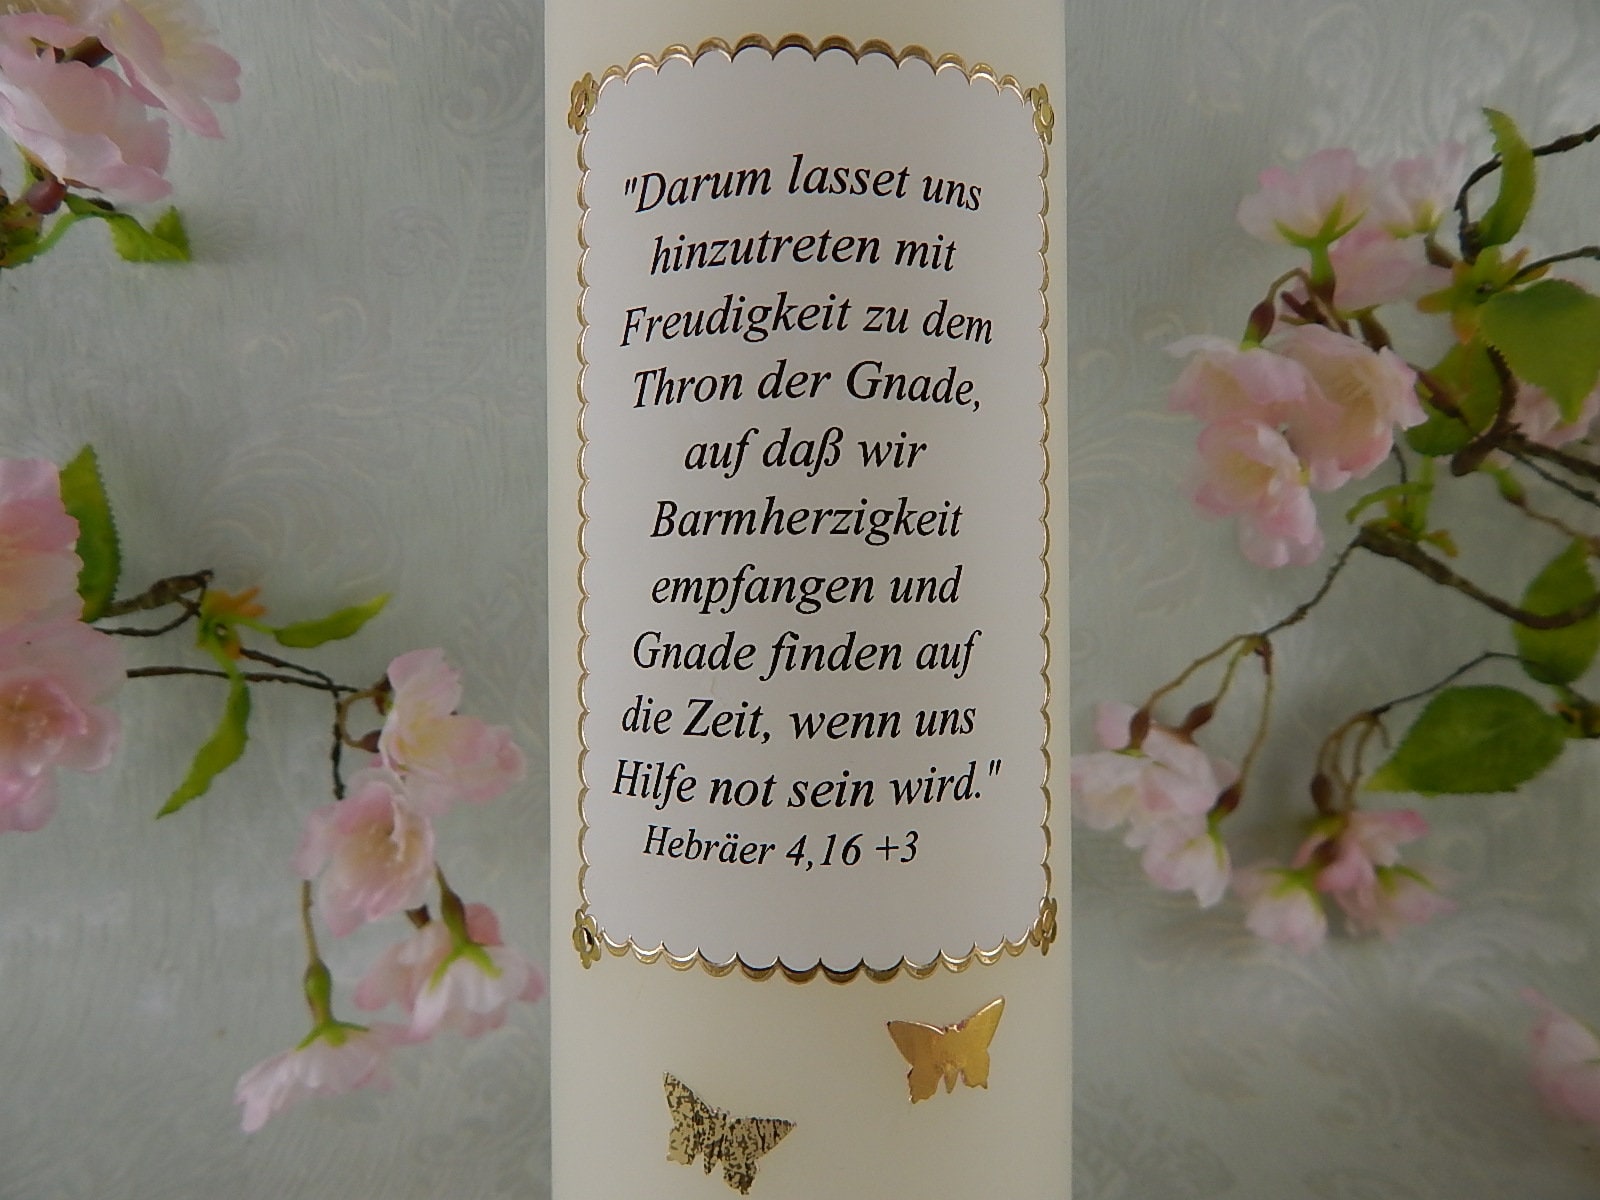 "Darum lasset uns
hinzutreten mit
Freudigkeit zu dem
Thron der Gnade,
auf daß wir
Barmherzigkeit
empfangen und
Gnade finden auf
die Zeit, wenn uns
Hilfe not sein wird."
Hebräer 4,16 +3